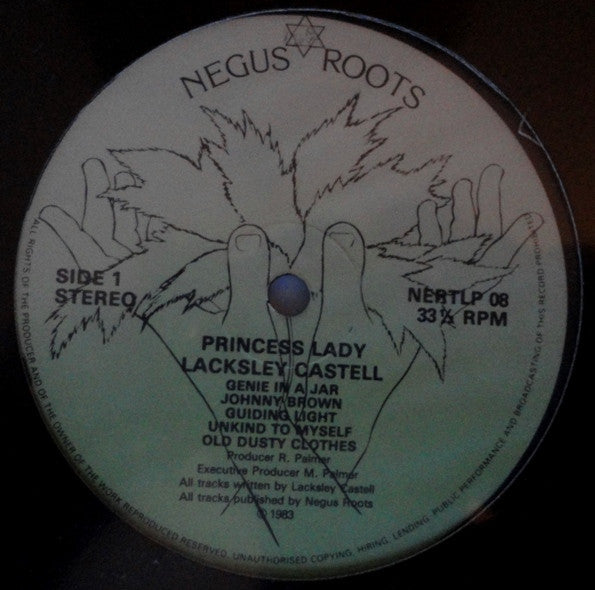 NEGUS ROOTS
SIDE 1
STEREO
NERTLP 08
33⅓ RPM
PRINCESS LADY
LACKSLEY CASTELL
GENIE IN A JAR
JOHNNY BROWN
GUIDING LIGHT
UNKIND TO MYSELF
OLD DUSTY CLOTHES
Producer R. Palmer
Executive Producer M. Palmer
All tracks written by Lacksley Castell
All tracks published by Negus Roots
© 1983
ALL RIGHTS OF THE PRODUCER AND OF THE OWNER OF THE WORK REPRODUCED RESERVED. UNAUTHORISED COPYING, HIRING, LENDING, PUBLIC PERFORMANCE AND BROADCASTING OF THIS RECORD PROHIBITED